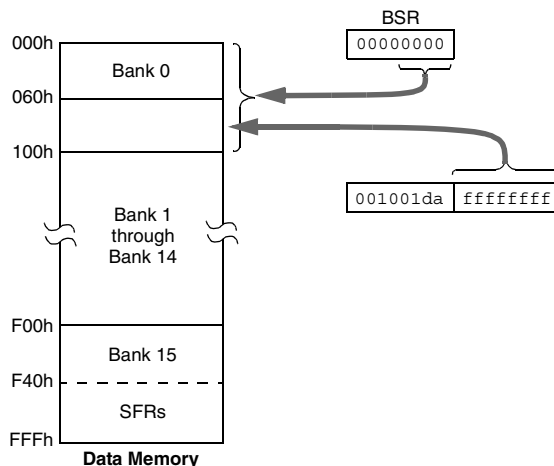 BSR
000h
00000000
Bank 0
060h
100h
001001da ffffffff
Bank 1
through
Bank 14
F00h
Bank 15
F40h
SFRs
FFFh
Data Memory